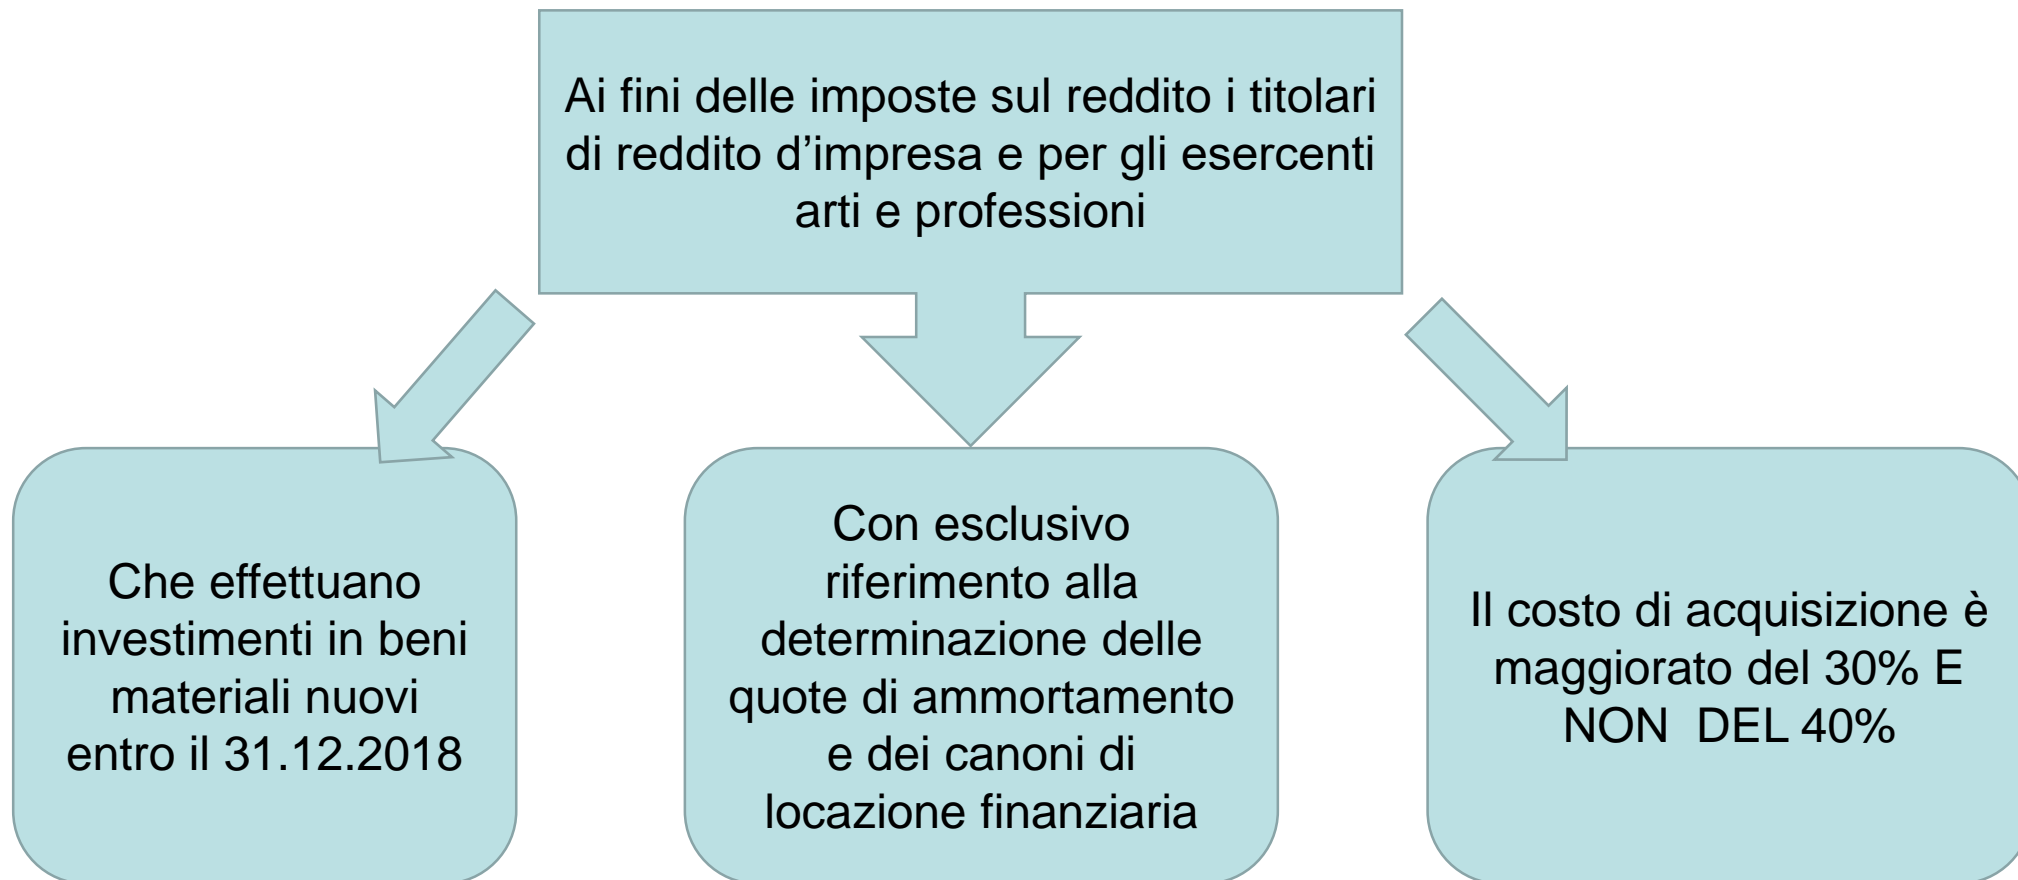 Ai fini delle imposte sul reddito i titolari
di reddito d’impresa e per gli esercenti
arti e professioni
Che effettuano
investimenti in beni
materiali nuovi
entro il 31.12.2018
Con esclusivo
riferimento alla
determinazione delle
quote di ammortamento
e dei canoni di
locazione finanziaria
Il costo di acquisizione è
maggiorato del 30% E
NON  DEL 40%